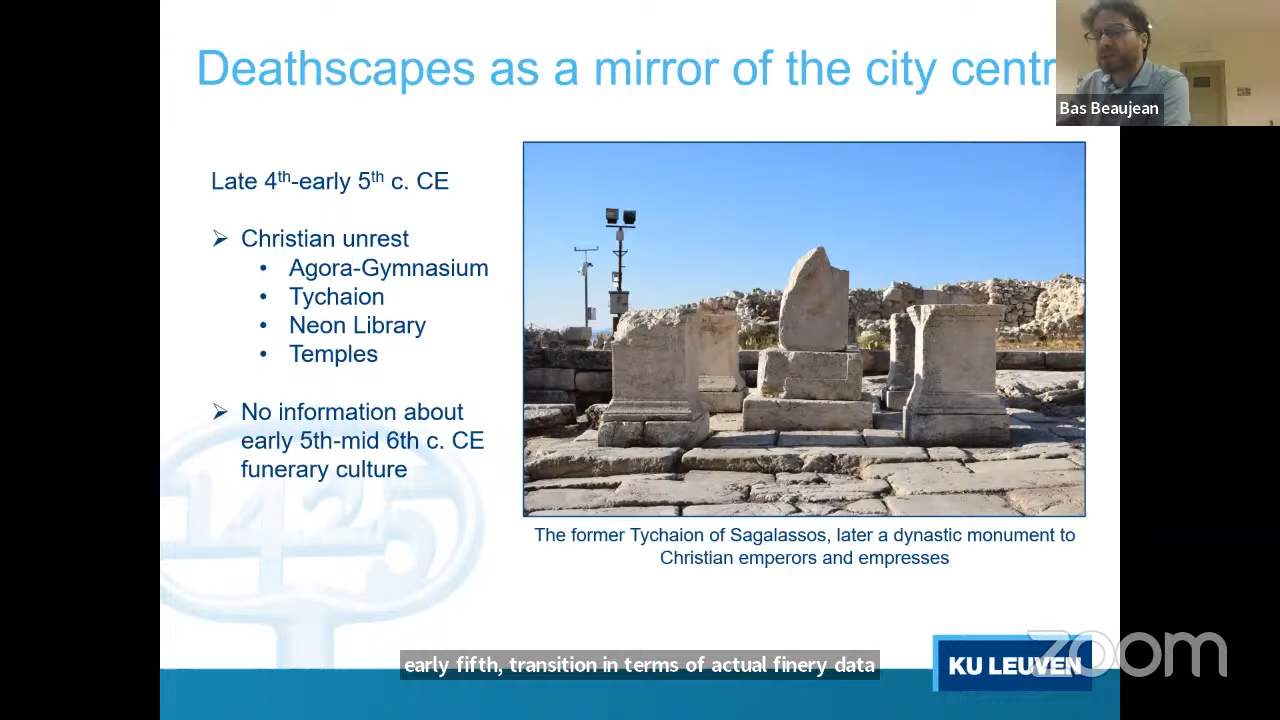 Deathscapes as a mirror of the city centr
Bas Beaujean
Late 4th-early 5th c. CE
➢ Christian unrest
• Agora-Gymnasium
• Tychaion
• Neon Library
• Temples
➢ No information about
early 5th-mid 6th c. CE
funerary culture
1425
The former Tychaion of Sagalassos, later a dynastic monument to
Christian emperors and empresses
early fifth, transition in terms of actual finery data
KU LEUVEN
zoom